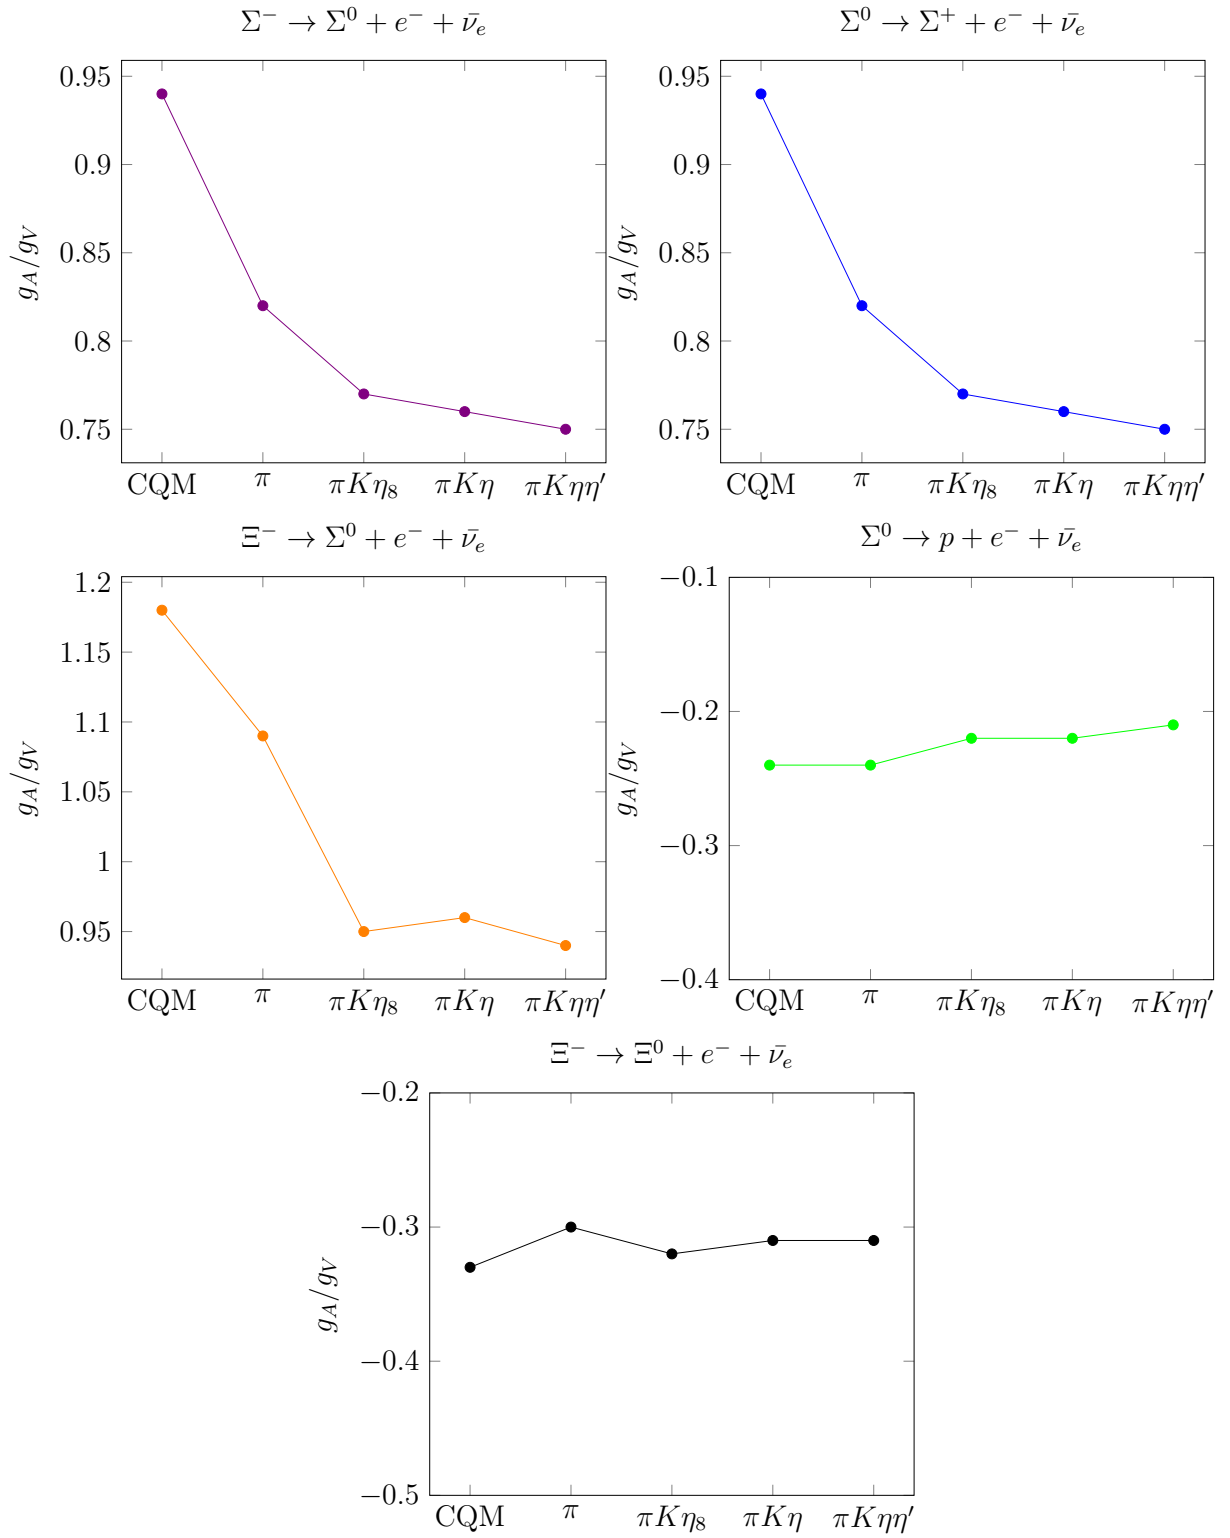 Σ⁻ → Σ⁰ + e⁻ + ν̄ₑ
0.95
0.9
0.85
0.8
0.75
g_A/g_V
CQM π πKη₈ πKη πKηη′
Σ⁰ → Σ⁺ + e⁻ + ν̄ₑ
0.95
0.9
0.85
0.8
0.75
g_A/g_V
CQM π πKη₈ πKη πKηη′
Ξ⁻ → Σ⁰ + e⁻ + ν̄ₑ
1.2
1.15
1.1
1.05
1
0.95
g_A/g_V
CQM π πKη₈ πKη πKηη′
Σ⁰ → p + e⁻ + ν̄ₑ
−0.1
−0.2
−0.3
−0.4
g_A/g_V
CQM π πKη₈ πKη πKηη′
Ξ⁻ → Ξ⁰ + e⁻ + ν̄ₑ
−0.2
−0.3
−0.4
−0.5
g_A/g_V
CQM π πKη₈ πKη πKηη′